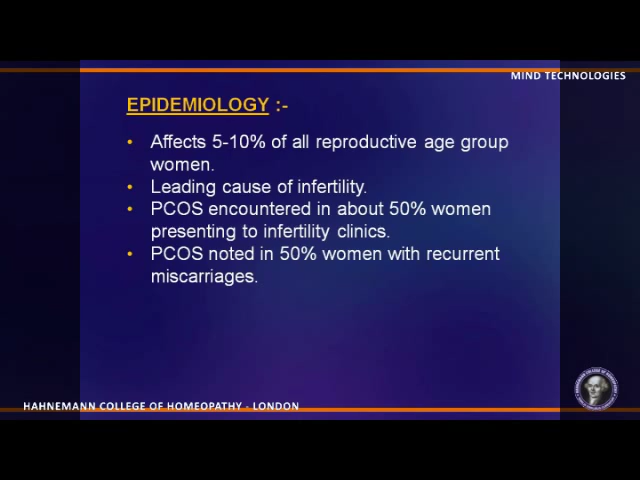 MIND TECHNOLOGIES
EPIDEMIOLOGY :-
• Affects 5-10% of all reproductive age group
women.
• Leading cause of infertility.
• PCOS encountered in about 50% women
presenting to infertility clinics.
• PCOS noted in 50% women with recurrent
miscarriages.
HAHNEMANN COLLEGE OF HOMEOPATHY - LONDON